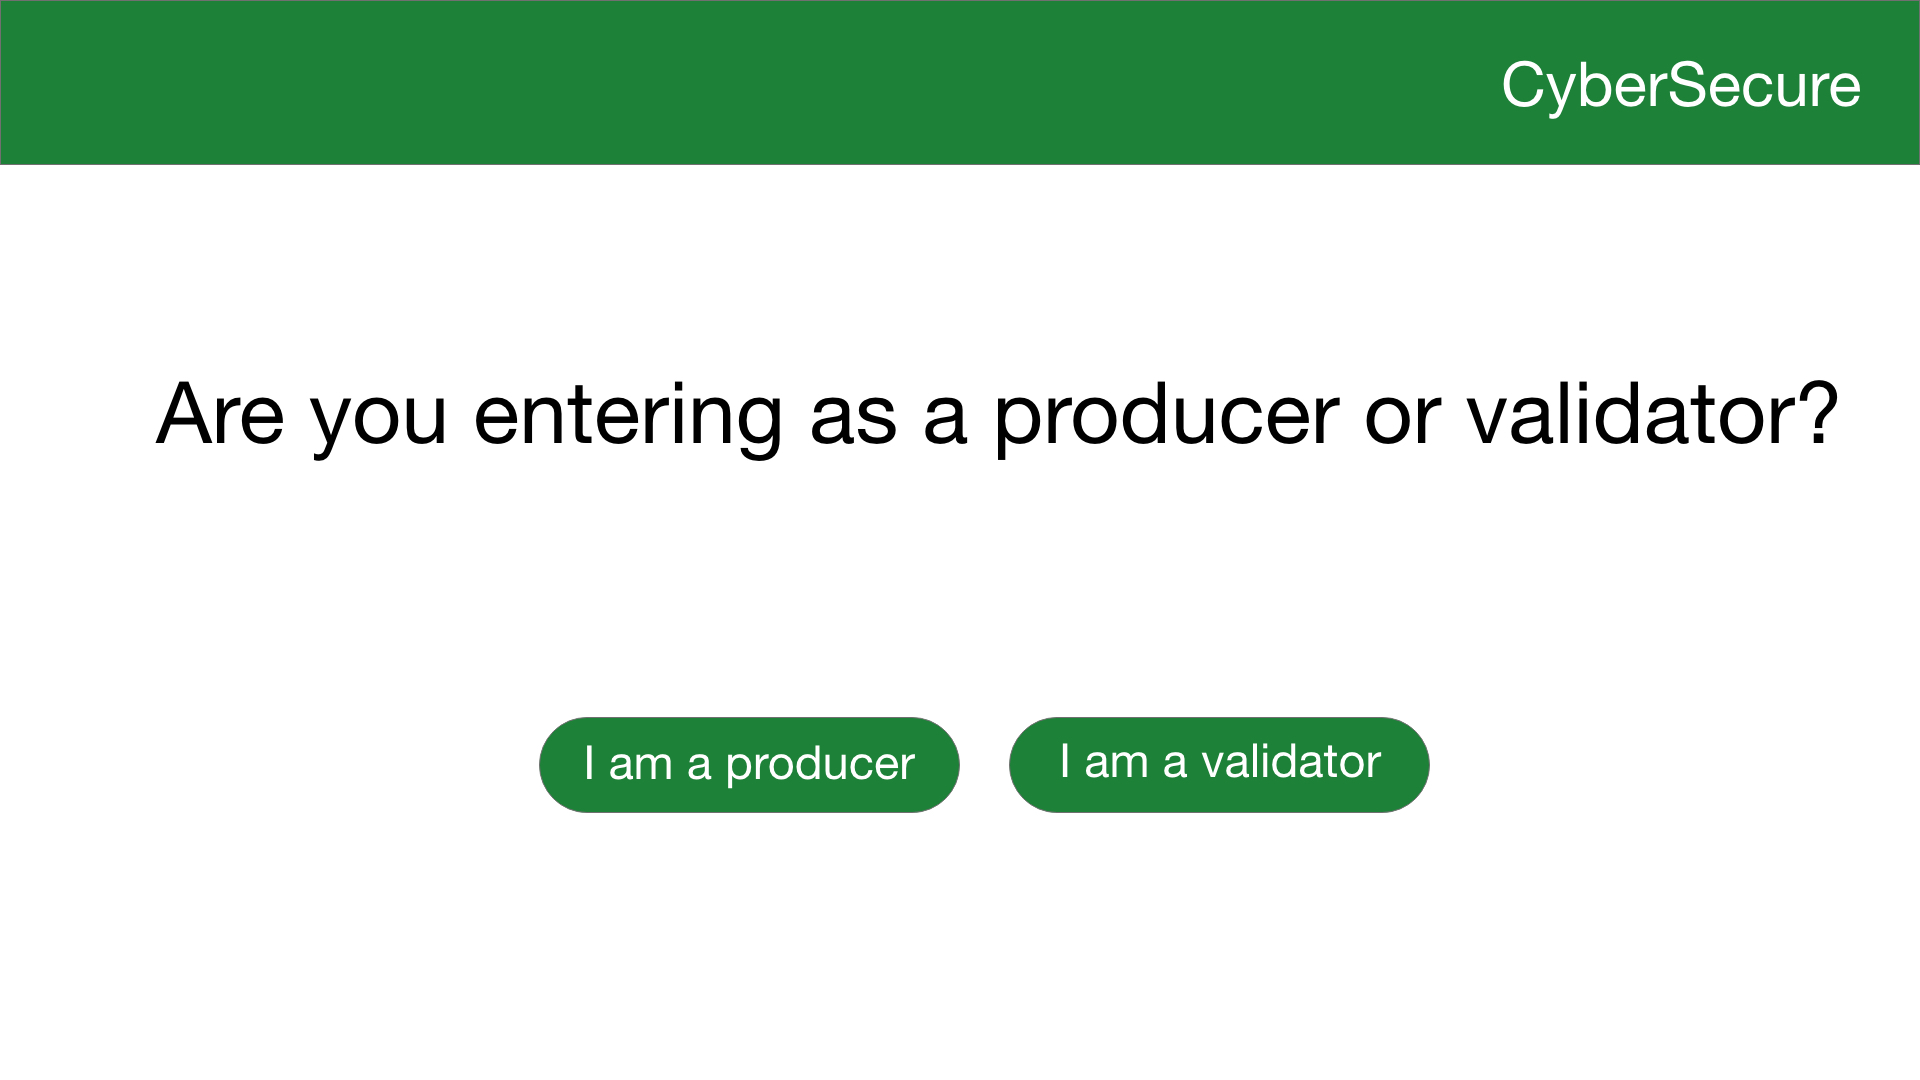 CyberSecure
Are you entering as a producer or validator?
I am a producer
I am a validator